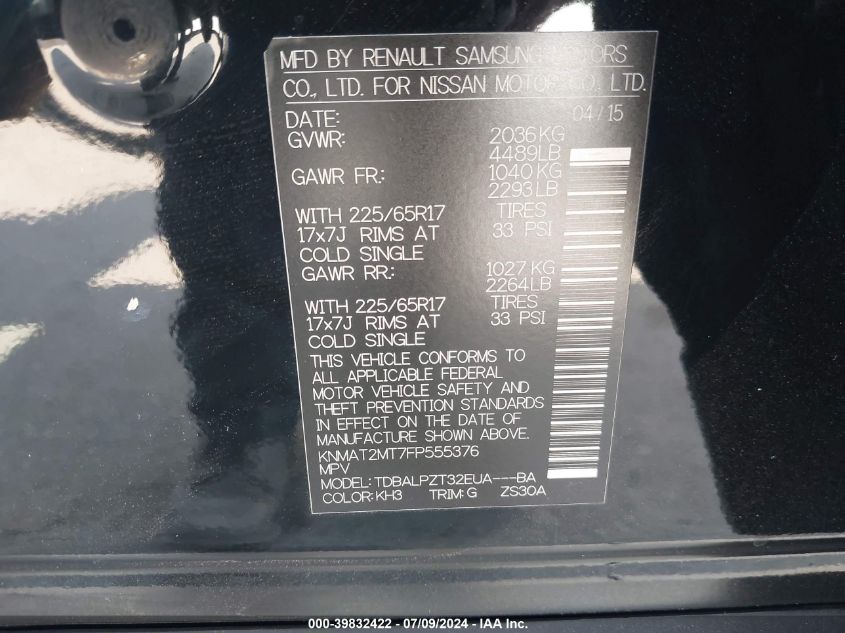 MFD BY RENAULT SAMSUNG MOTORS
CO., LTD. FOR NISSAN MOTOR CO., LTD.
DATE: 04/15
GVWR: 2036KG
4489LB
GAWR FR: 1040KG
2293LB
WITH 225/65R17 TIRES
17x7J RIMS AT 33 PSI
COLD SINGLE
GAWR RR: 1027KG
2264LB
WITH 225/65R17 TIRES
17x7J RIMS AT 33 PSI
COLD SINGLE
THIS VEHICLE CONFORMS TO
ALL APPLICABLE FEDERAL
MOTOR VEHICLE SAFETY AND
THEFT PREVENTION STANDARDS
IN EFFECT ON THE DATE OF
MANUFACTURE SHOWN ABOVE.
KNMAT2MT7FP555376
MPV
MODEL: TDBALPZT32EUA---BA
COLOR: KH3 TRIM: G ZS30A
000-39832422 - 07/09/2024 - IAA Inc.